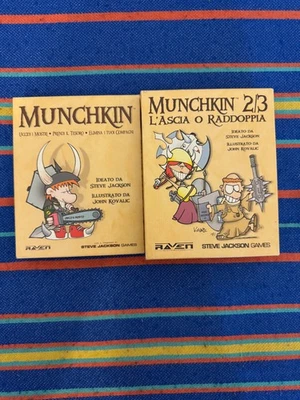 MUNCHKIN
UCCIDI I MOSTRI • PRENDI IL TESORO • ELIMINA I TUOI COMPAGNI
IDEATO DA
STEVE JACKSON
ILLUSTRATO DA
JOHN KOVALIC
RAVEN
STEVE JACKSON GAMES
MUNCHKIN 2/3
L'ASCIA O RADDOPPIA
IDEATO DA
STEVE JACKSON
ILLUSTRATO DA
JOHN KOVALIC
RAVEN
STEVE JACKSON GAMES